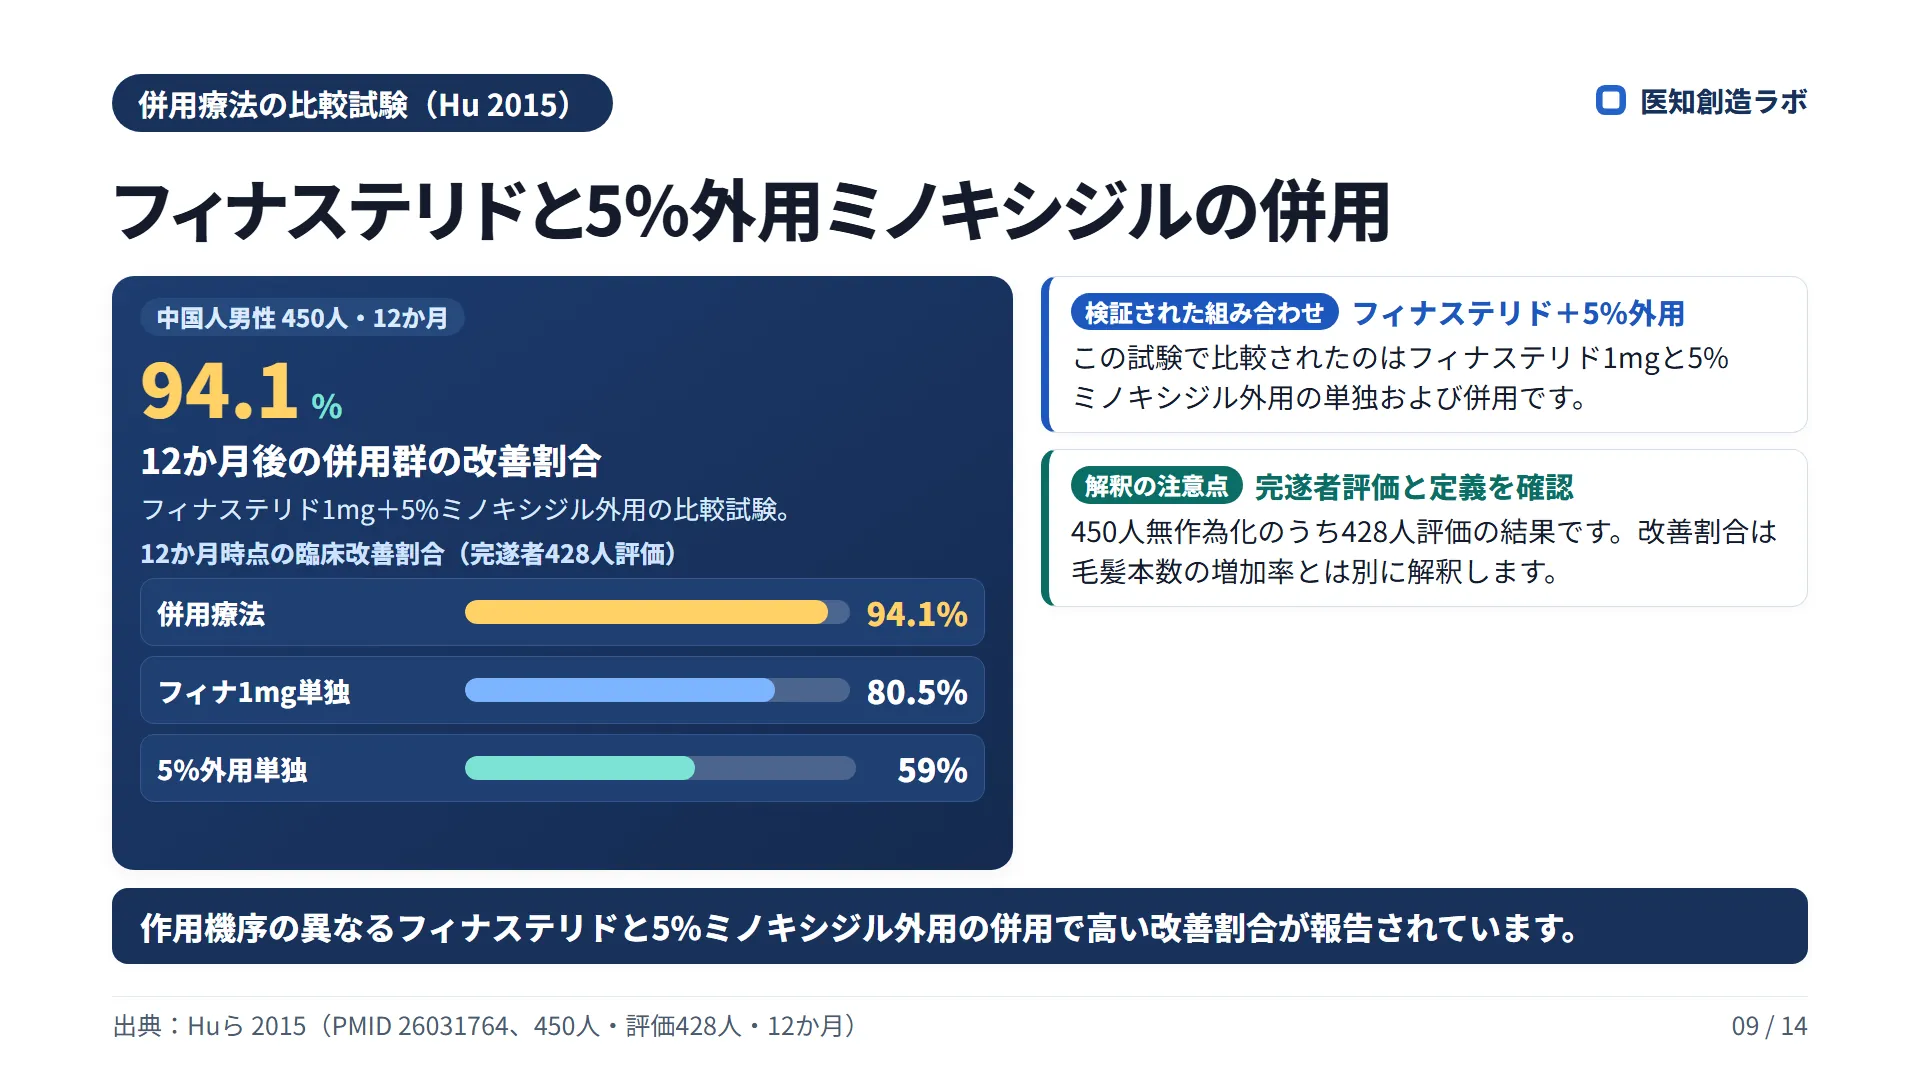 併用療法の比較試験（Hu 2015）
医知創造ラボ
フィナステリドと5%外用ミノキシジルの併用
中国人男性 450人・12か月
94.1 %
12か月後の併用群の改善割合
フィナステリド1mg＋5%ミノキシジル外用の比較試験。
12か月時点の臨床改善割合（完遂者428人評価）
併用療法 94.1%
フィナ1mg単独 80.5%
5%外用単独 59%
検証された組み合わせ フィナステリド＋5%外用
この試験で比較されたのはフィナステリド1mgと5%
ミノキシジル外用の単独および併用です。
解釈の注意点 完遂者評価と定義を確認
450人無作為化のうち428人評価の結果です。改善割合は
毛髪本数の増加率とは別に解釈します。
作用機序の異なるフィナステリドと5%ミノキシジル外用の併用で高い改善割合が報告されています。
出典：Huら 2015（PMID 26031764、450人・評価428人・12か月）
09 / 14